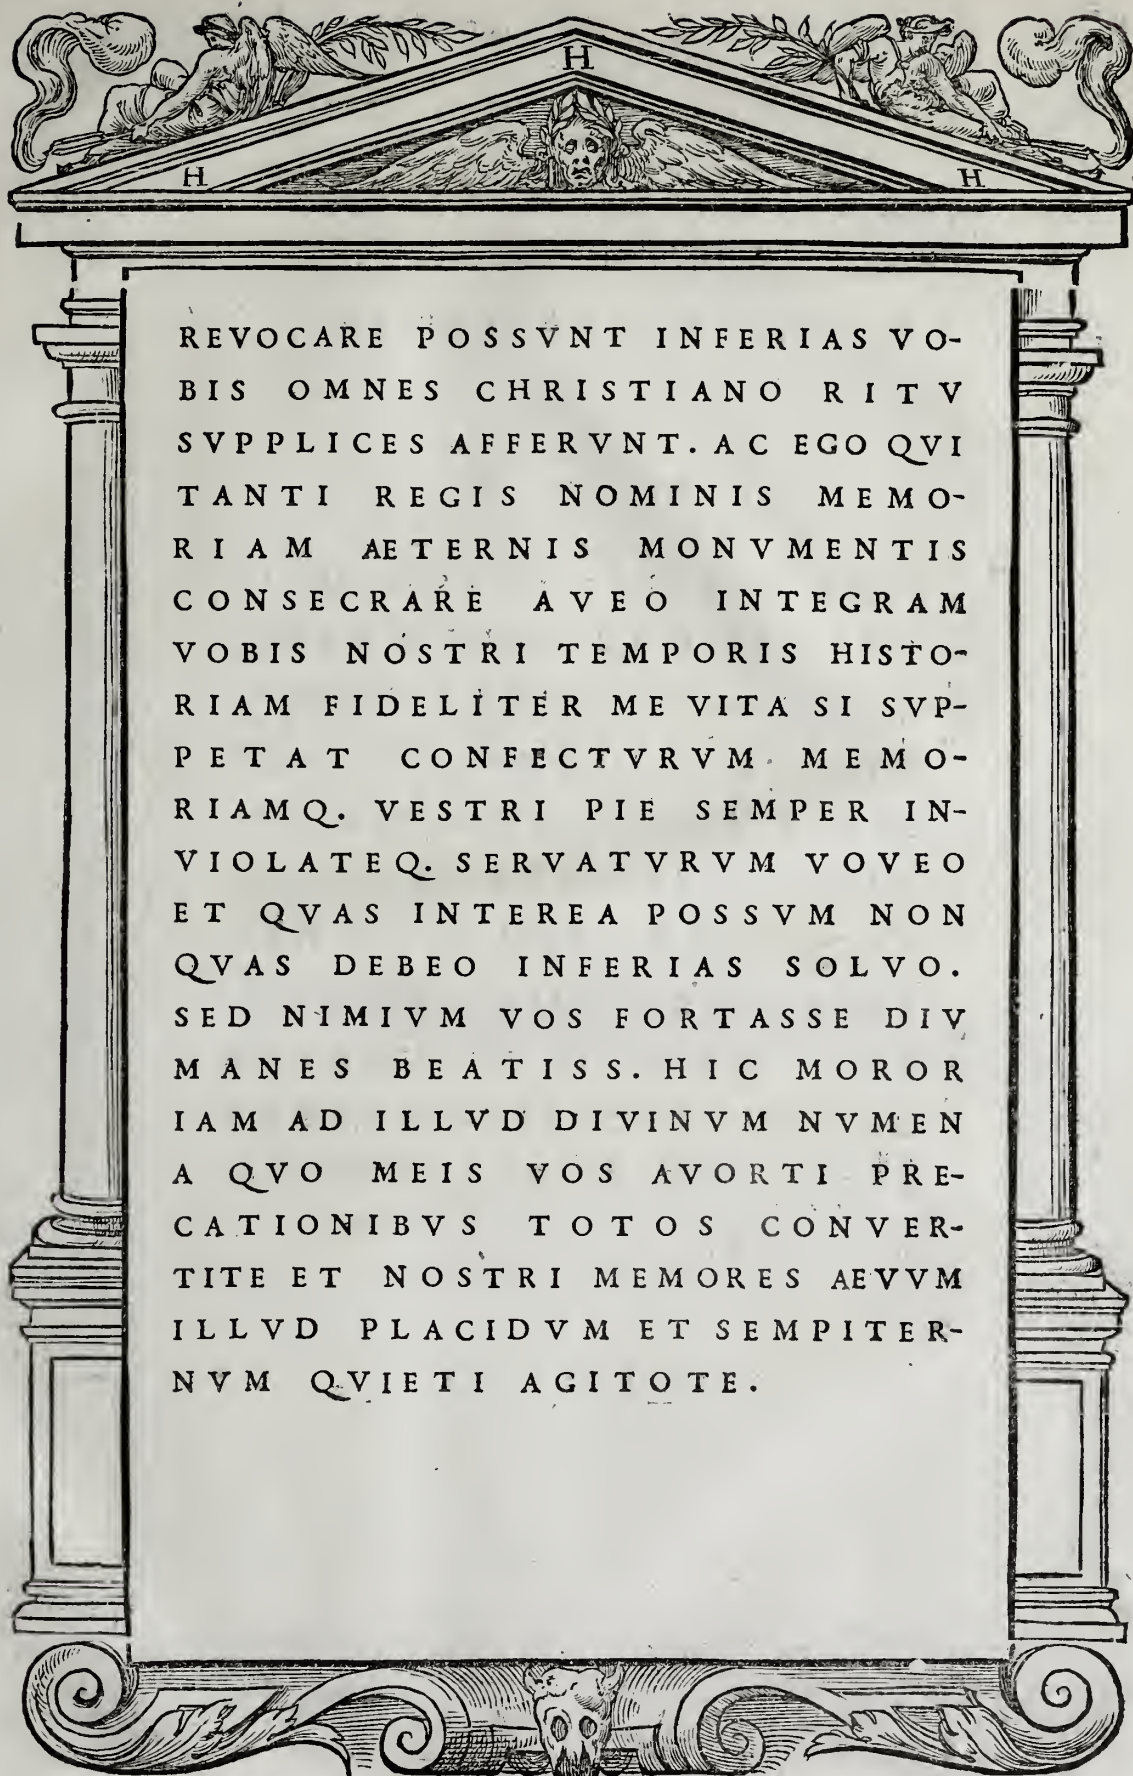 H
H H
REVOCARE POSSVNT INFERIAS VO-
BIS OMNES CHRISTIANO RITV
SVPPLICES AFFERVNT. AC EGO QVI
TANTI REGIS NOMINIS MEMO-
RIAM AETERNIS MONVMENTIS
CONSECRARE AVEO INTEGRAM
VOBIS NOSTRI TEMPORIS HISTO-
RIAM FIDELITER ME VITA SI SVP-
PETAT CONFECTVRVM MEMO-
RIAMQ. VESTRI PIE SEMPER IN-
VIOLATEQ. SERVATVRVM VOVEO
ET QVAS INTEREA POSSVM NON
QVAS DEBEO INFERIAS SOLVO.
SED NIMIVM VOS FORTASSE DIV
MANES BEATISS. HIC MOROR
IAM AD ILLVD DIVINVM NVMEN
A QVO MEIS VOS AVORTI PRE-
CATIONIBVS TOTOS CONVER-
TITE ET NOSTRI MEMORES AEVVM
ILLVD PLACIDVM ET SEMPITER-
NVM QVIETI AGITOTE.